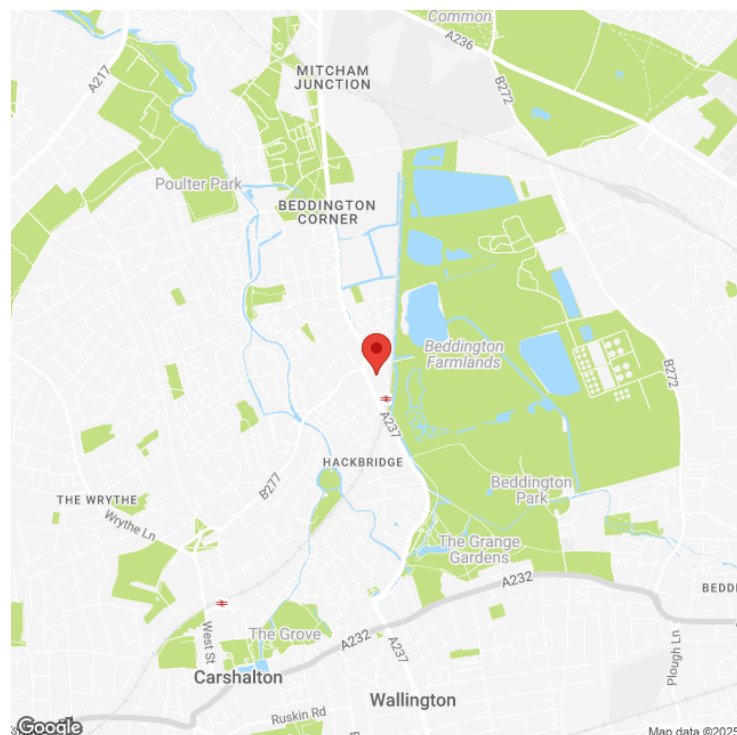 Common
A236
A217
MITCHAM
JUNCTION
B272
Poulter Park
BEDDINGTON
CORNER
Beddington
Farmlands
B272
A237
HACKBRIDGE
B277
THE WRYTHE
Wrythe Ln
Beddington
Park
The Grange
Gardens
A232
BEDD
West St
The Grove
A232
A237
Plough Ln
Carshalton
Wallington
Ruskin Rd
Google
Map data ©2025